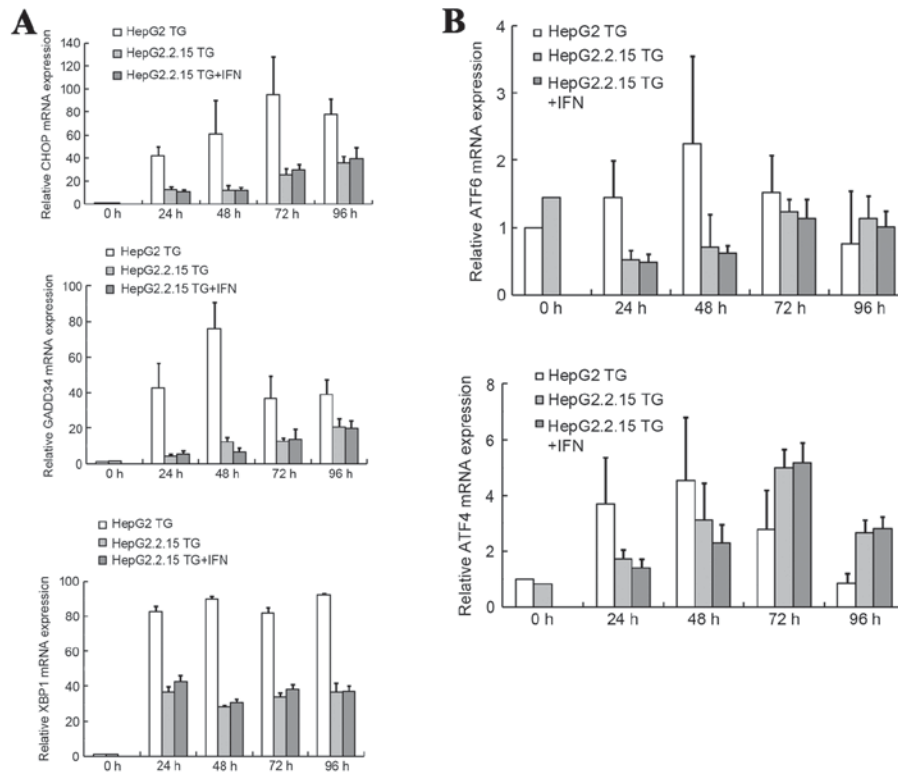 A
HepG2 TG
HepG2.2.15 TG
HepG2.2.15 TG+IFN
Relative CHOP mRNA expression
140
120
100
80
60
40
20
0
0 h 24 h 48 h 72 h 96 h
HepG2 TG
HepG2.2.15 TG
HepG2.2.15 TG+IFN
Relative GADD34 mRNA expression
100
80
60
40
20
0
0 h 24 h 48 h 72 h 96 h
HepG2 TG
HepG2.2.15 TG
HepG2.2.15 TG+IFN
Relative XBP1 mRNA expression
100
80
60
40
20
0
0 h 24 h 48 h 72 h 96 h
B
HepG2 TG
HepG2.2.15 TG
HepG2.2.15 TG
+IFN
Relative ATF6 mRNA expression
4
3
2
1
0
0 h 24 h 48 h 72 h 96 h
HepG2 TG
HepG2.2.15 TG
HepG2.2.15 TG
+IFN
Relative ATF4 mRNA expression
8
6
4
2
0
0 h 24 h 48 h 72 h 96 h